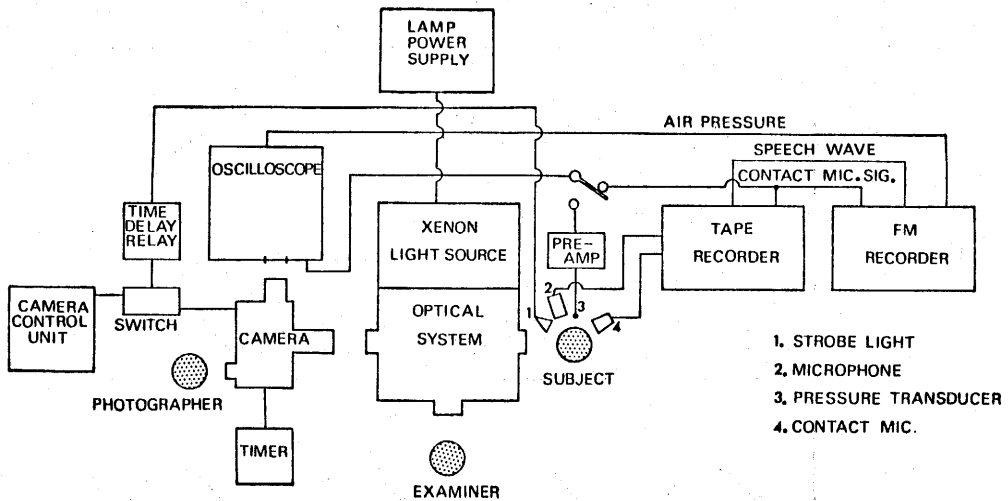 LAMP
POWER
SUPPLY
AIR PRESSURE
SPEECH WAVE
CONTACT MIC. SIG.
OSCILLOSCOPE
TIME
DELAY
RELAY
XENON
LIGHT SOURCE
PRE-
AMP
TAPE
RECORDER
FM
RECORDER
CAMERA
CONTROL
UNIT
SWITCH
CAMERA
OPTICAL
SYSTEM
1
2
3
4
SUBJECT
PHOTOGRAPHER
TIMER
EXAMINER
1. STROBE LIGHT
2. MICROPHONE
3. PRESSURE TRANSDUCER
4. CONTACT MIC.